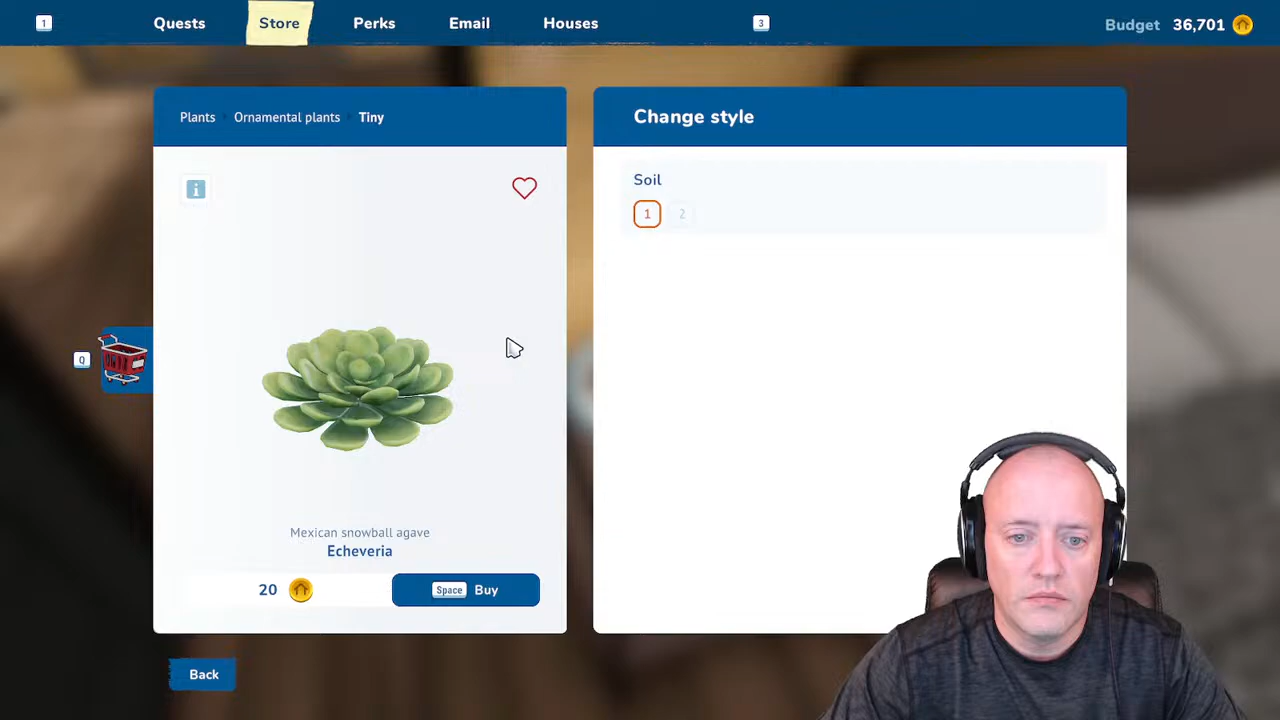 1 Quests Store Perks Email Houses 3 Budget 36,701
Plants Ornamental plants Tiny
Change style
i
Soil
1 2
Q
Mexican snowball agave
Echeveria
20 Space Buy
Back